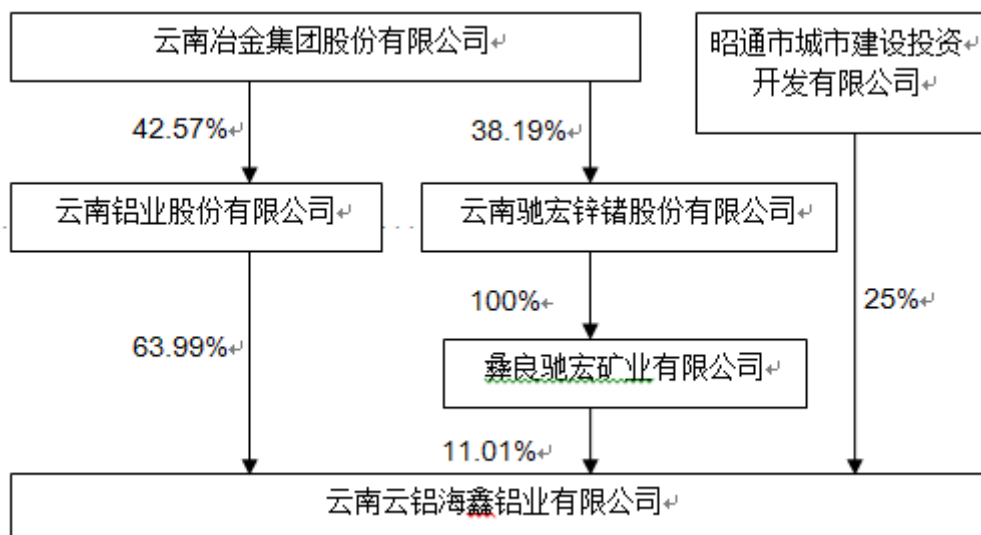 云南冶金集团股份有限公司
昭通市城市建设投资
开发有限公司
42.57%
38.19%
云南铝业股份有限公司
云南驰宏锌锗股份有限公司
100%
25%
63.99%
彝良驰宏矿业有限公司
11.01%
云南云铝海鑫铝业有限公司